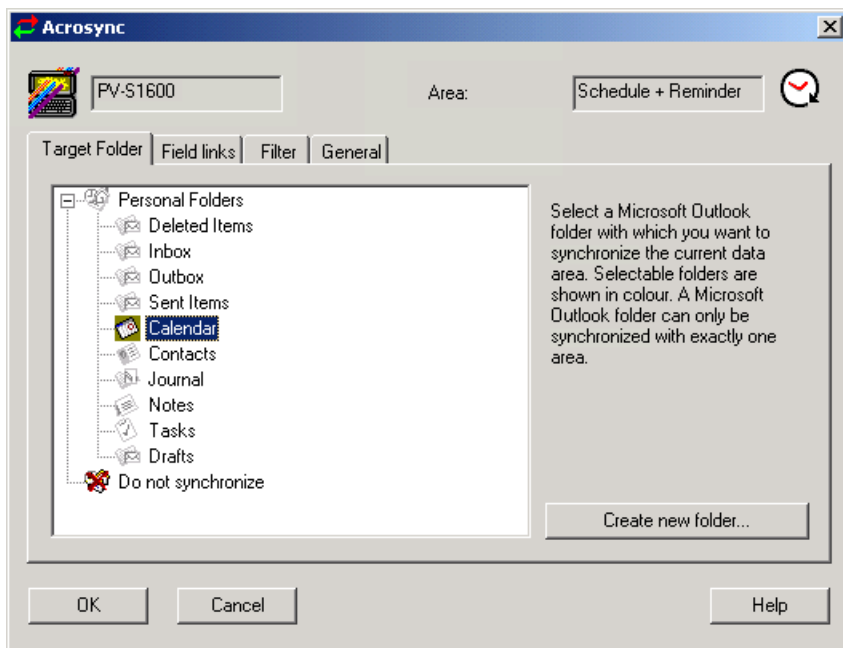 Acrosync
PV-S1600
Area:
Schedule + Reminder
Target Folder
Field links
Filter
General
Personal Folders
Deleted Items
Inbox
Outbox
Sent Items
Calendar
Contacts
Journal
Notes
Tasks
Drafts
Do not synchronize
Select a Microsoft Outlook
folder with which you want to
synchronize the current data
area. Selectable folders are
shown in colour. A Microsoft
Outlook folder can only be
synchronized with exactly one
area.
Create new folder...
OK
Cancel
Help